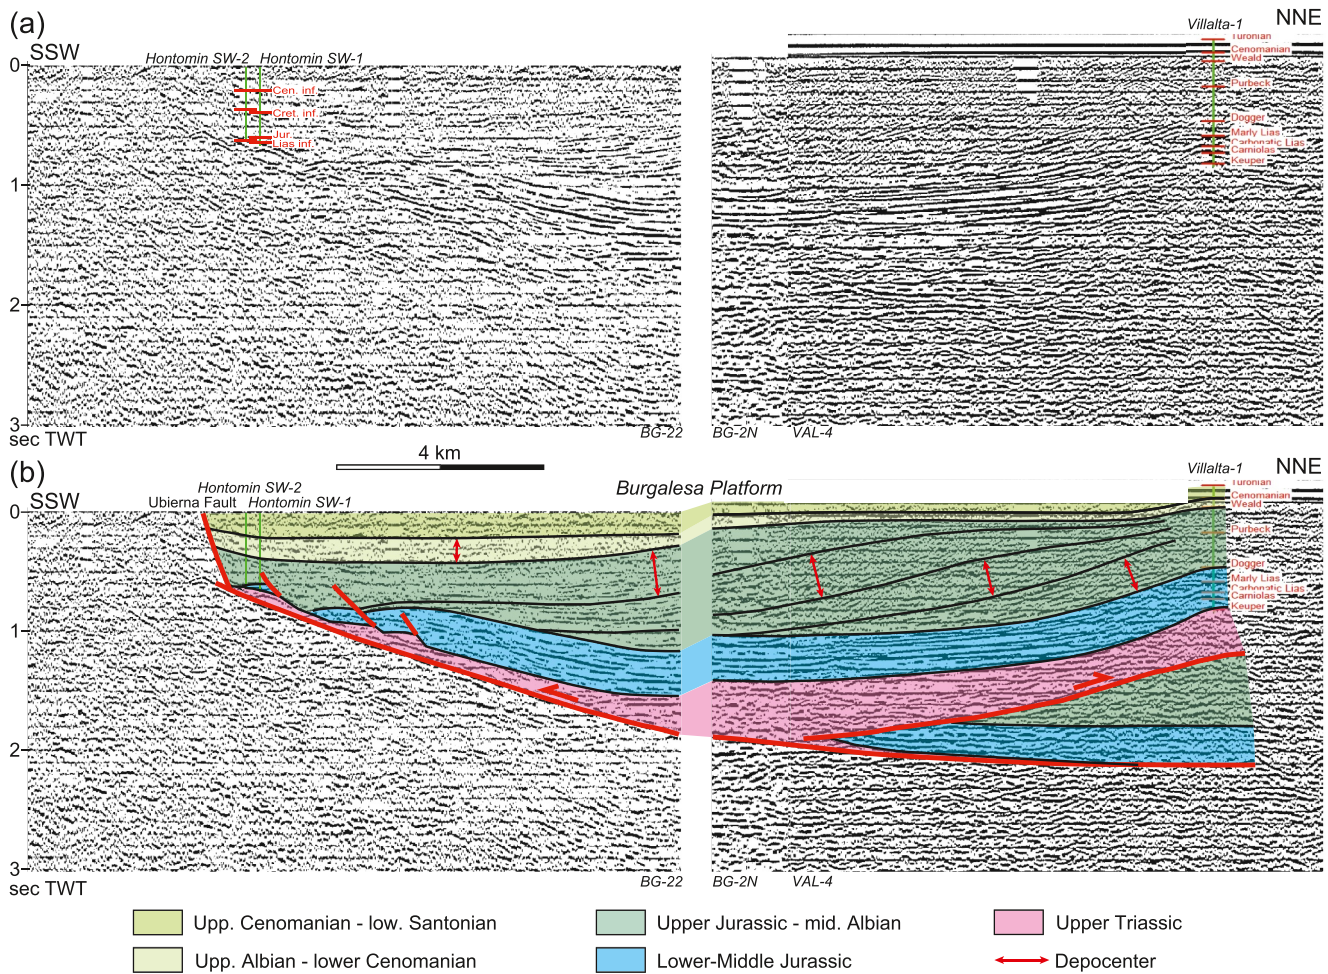 (a)
SSW
NNE
Hontomin SW-2
Hontomin SW-1
Villalta-1
0
1
2
3
sec TWT
Cen. inf.
Cret. inf.
Jur.
Lias inf.
Turonian
Cenomanian
Weald
Purbeck
Dogger
Marly Lias
Carbonatic Lias
Carniolas
Keuper
BG-22
BG-2N
VAL-4
4 km
(b)
SSW
NNE
Hontomin SW-2
Ubierna Fault
Hontomin SW-1
Burgalesa Platform
Villalta-1
0
1
2
3
sec TWT
Turonian
Cenomanian
Weald
Purbeck
Dogger
Marly Lias
Carbonatic Lias
Carniolas
Keuper
BG-22
BG-2N
VAL-4
Upp. Cenomanian - low. Santonian
Upper Jurassic - mid. Albian
Upper Triassic
Upp. Albian - lower Cenomanian
Lower-Middle Jurassic
Depocenter